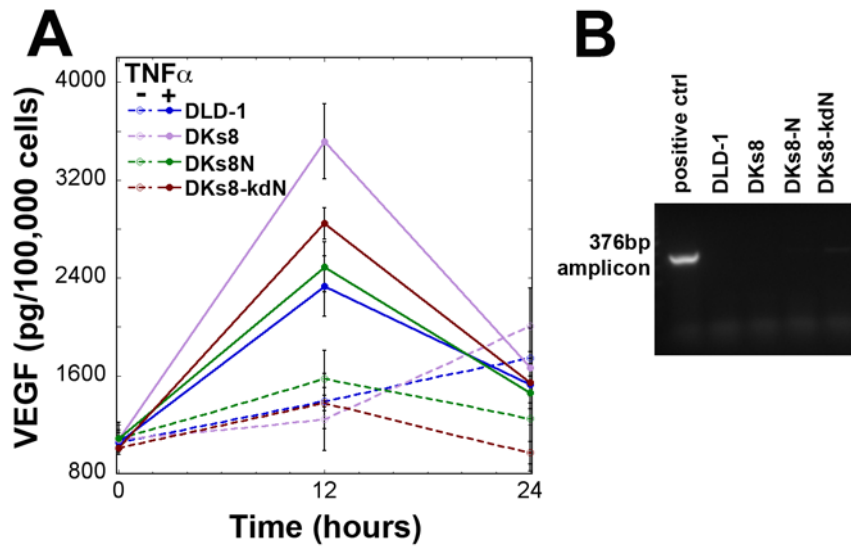 A
TNFα
- +
DLD-1
DKs8
DKs8N
DKs8-kdN
4000
3200
2400
1600
800
VEGF (pg/100,000 cells)
0
12
24
Time (hours)
B
positive ctrl
DLD-1
DKs8
DKs8-N
DKs8-kdN
376bp
amplicon